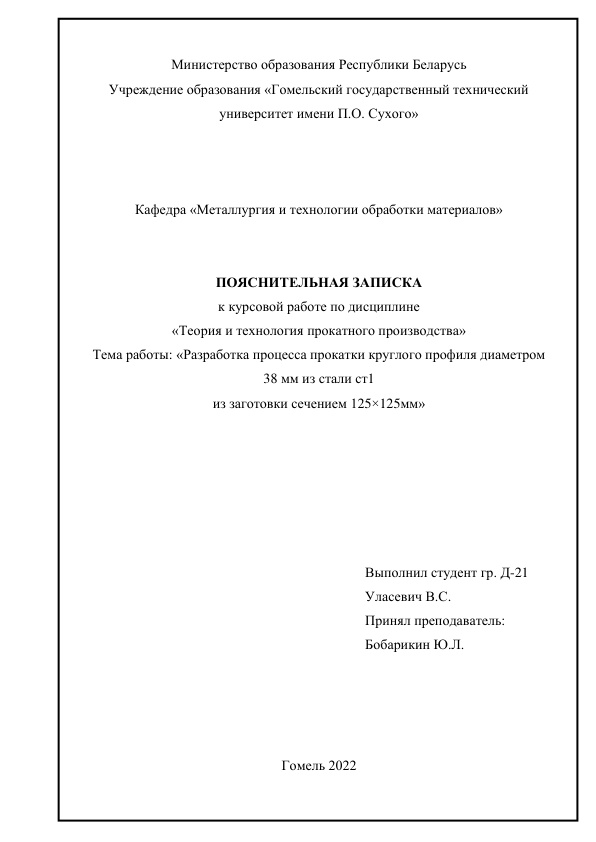 Министерство образования Республики Беларусь
Учреждение образования «Гомельский государственный технический
университет имени П.О. Сухого»
Кафедра «Металлургия и технологии обработки материалов»
ПОЯСНИТЕЛЬНАЯ ЗАПИСКА
к курсовой работе по дисциплине
«Теория и технология прокатного производства»
Тема работы: «Разработка процесса прокатки круглого профиля диаметром
38 мм из стали ст1
из заготовки сечением 125×125мм»
Выполнил студент гр. Д-21
Уласевич В.С.
Принял преподаватель:
Бобарикин Ю.Л.
Гомель 2022